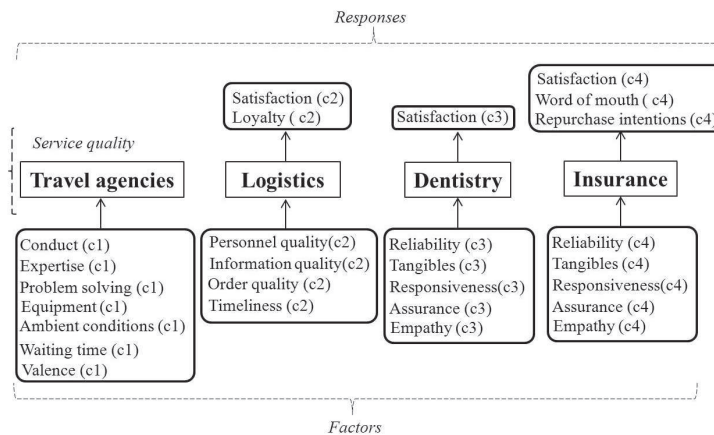 Responses
Satisfaction (c2)
Loyalty ( c2)
Satisfaction (c3)
Satisfaction (c4)
Word of mouth ( c4)
Repurchase intentions (c4)
Service quality
Travel agencies
Logistics
Dentistry
Insurance
Conduct (c1)
Expertise (c1)
Problem solving (c1)
Equipment (c1)
Ambient conditions (c1)
Waiting time (c1)
Valence (c1)
Personnel quality(c2)
Information quality(c2)
Order quality (c2)
Timeliness (c2)
Reliability (c3)
Tangibles (c3)
Responsiveness(c3)
Assurance (c3)
Empathy (c3)
Reliability (c4)
Tangibles (c4)
Responsiveness(c4)
Assurance (c4)
Empathy (c4)
Factors